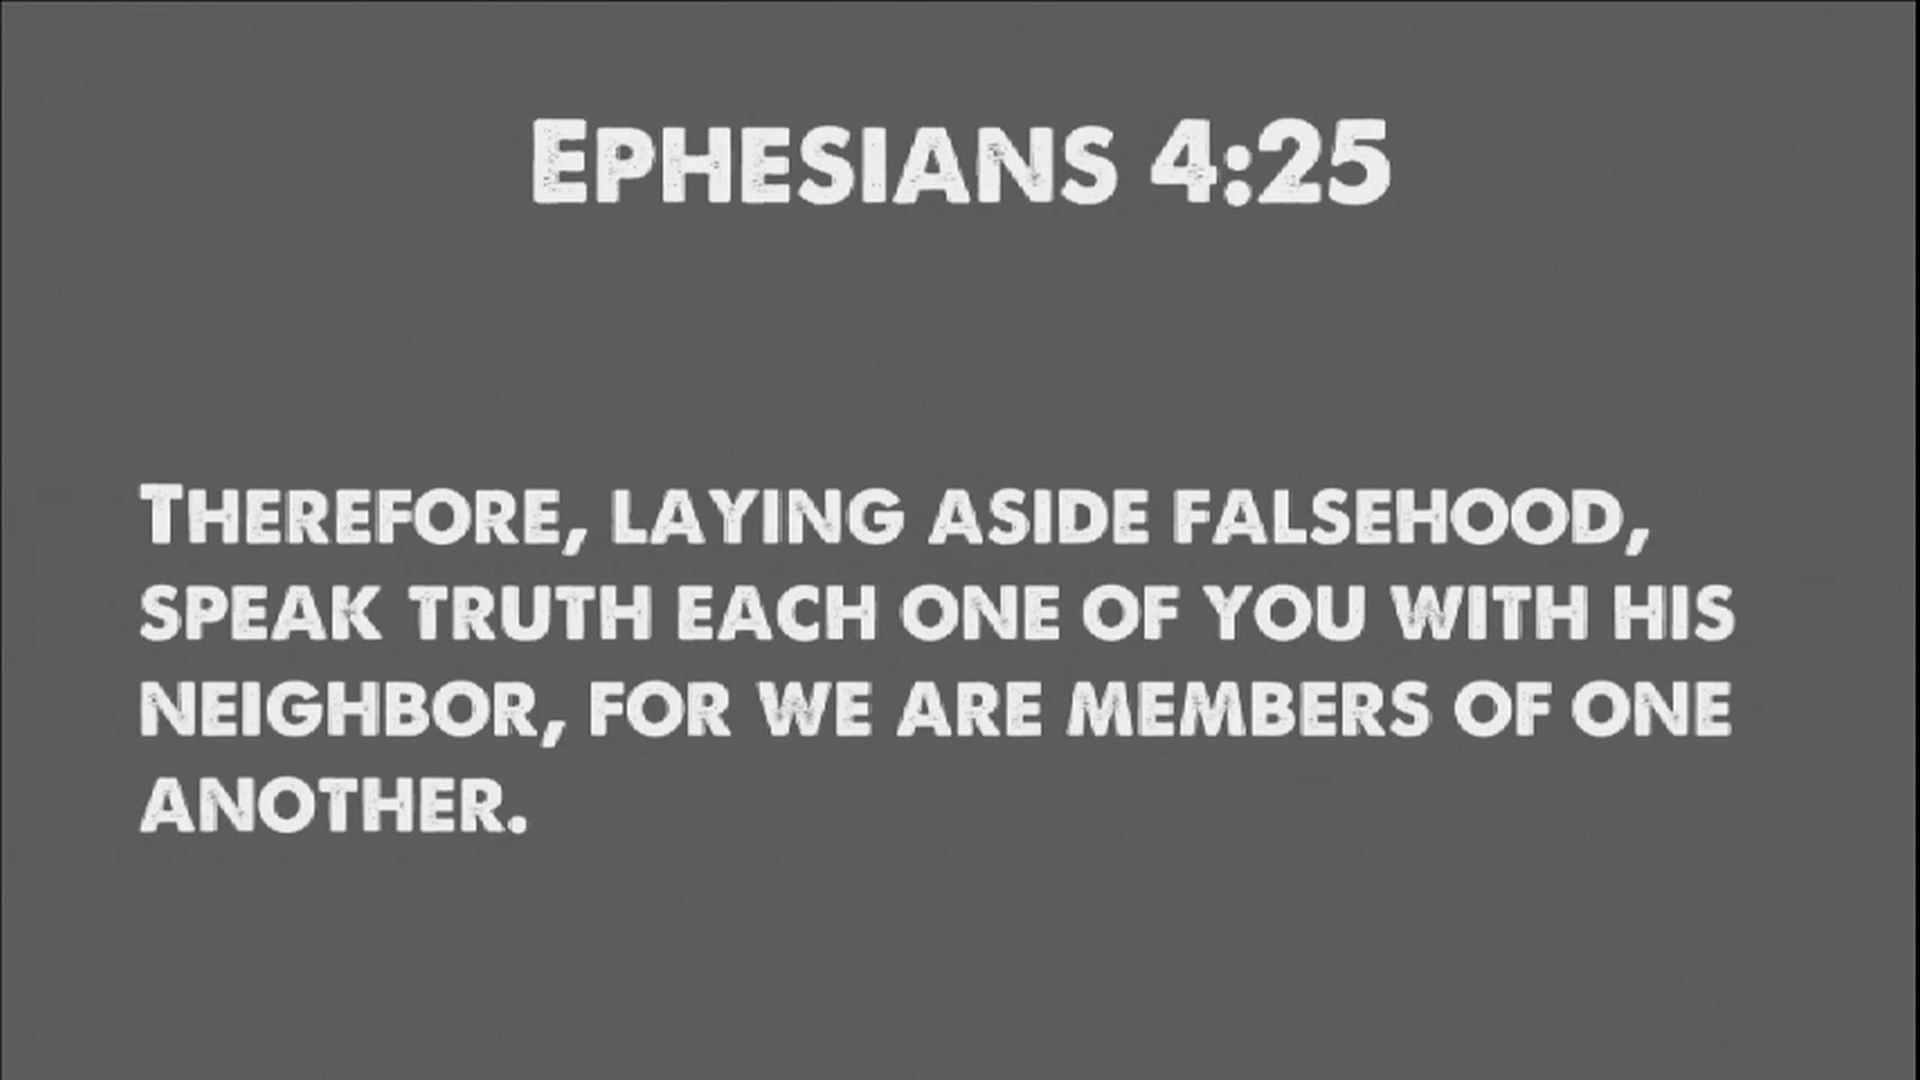 Ephesians 4:25
Therefore, laying aside falsehood,
speak truth each one of you with his
neighbor, for we are members of one
another.